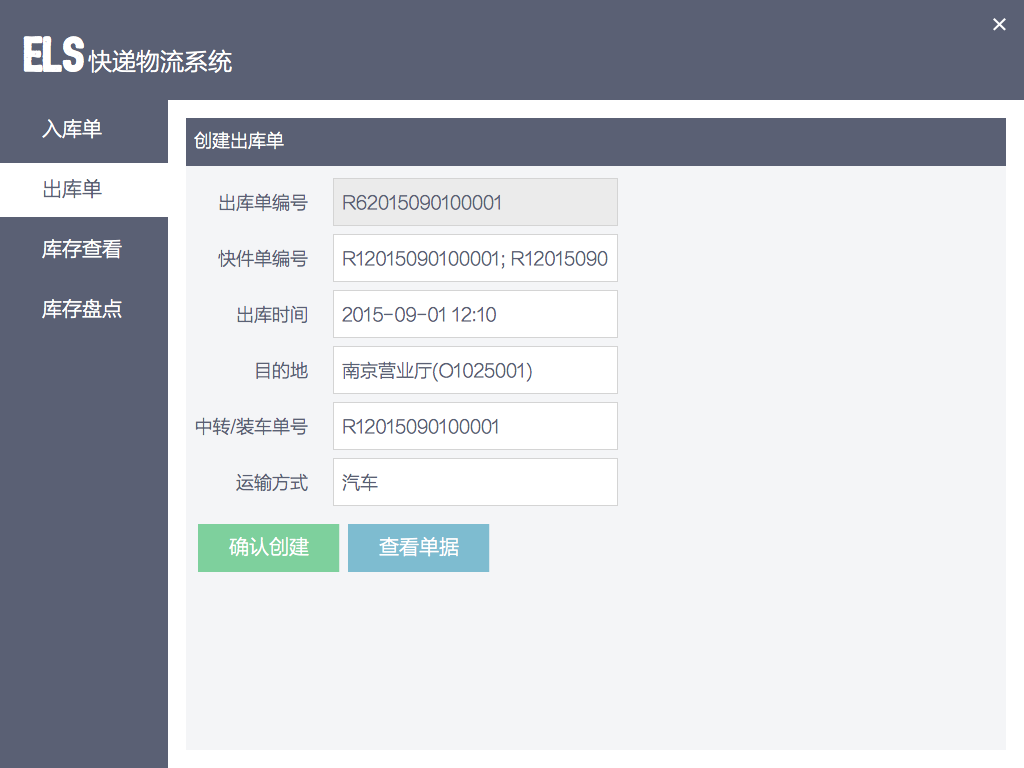 ×
ELS 快递物流系统
入库单
出库单
库存查看
库存盘点
创建出库单
出库单编号 R62015090100001
快件单编号 R12015090100001; R12015090
出库时间 2015-09-01 12:10
目的地 南京营业厅(O1025001)
中转/装车单号 R12015090100001
运输方式 汽车
确认创建 查看单据